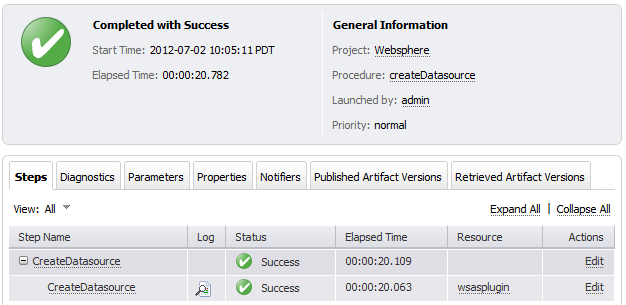 Completed with Success
Start Time: 2012-07-02 10:05:11 PDT
Elapsed Time: 00:00:20.782
General Information
Project: Websphere
Procedure: createDatasource
Launched by: admin
Priority: normal
Steps Diagnostics Parameters Properties Notifiers Published Artifact Versions Retrieved Artifact Versions
View: All Expand All | Collapse All
Step Name Log Status Elapsed Time Resource Actions
CreateDatasource Success 00:00:20.109 Edit
CreateDatasource Success 00:00:20.063 wsasplugin Edit